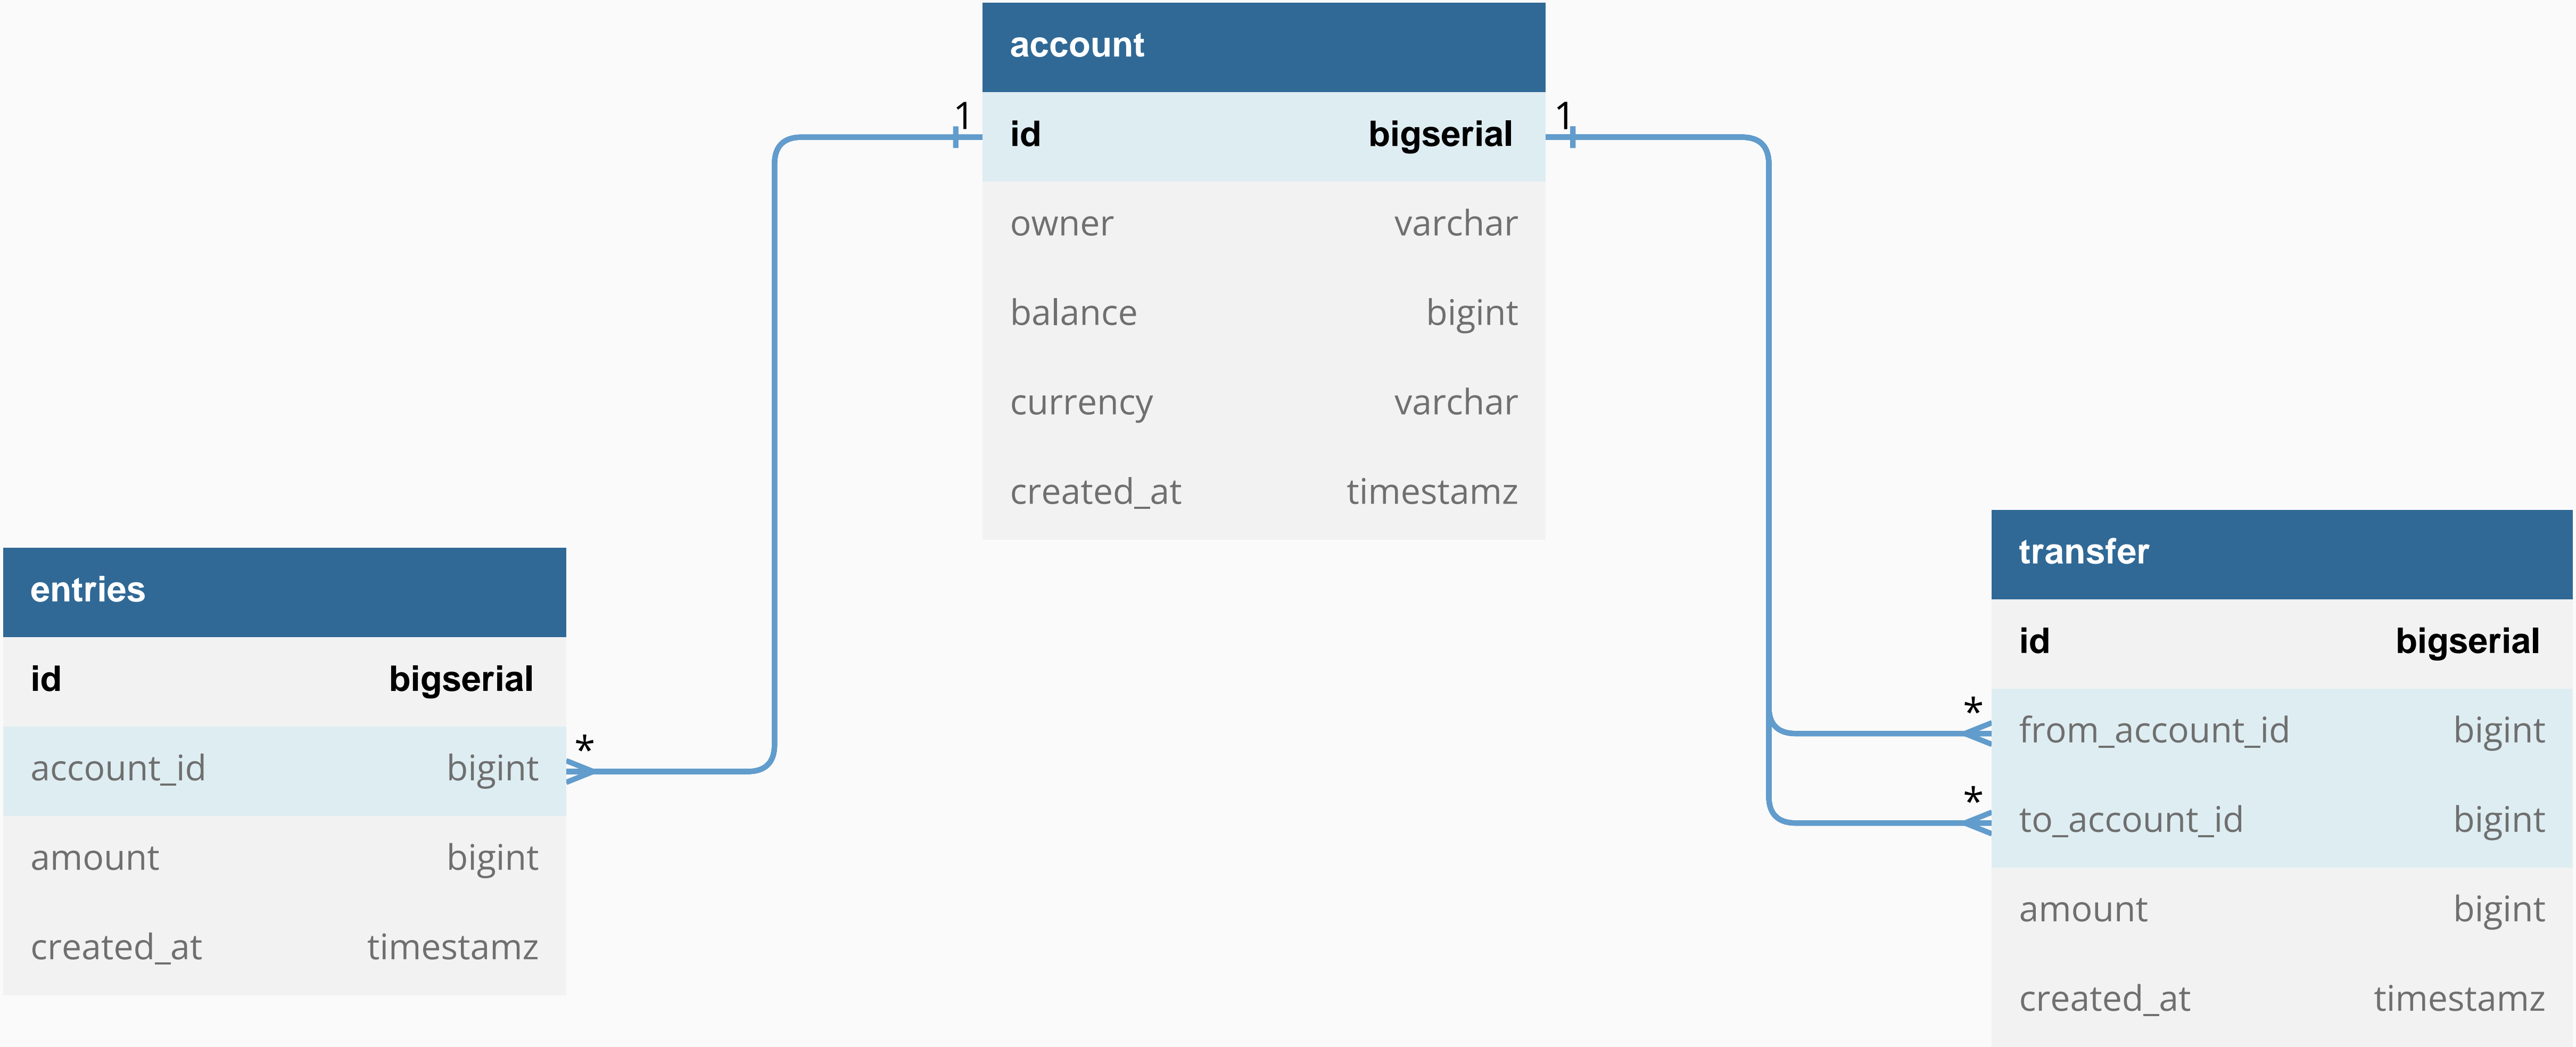 account
1 id bigserial 1
owner varchar
balance bigint
currency varchar
created_at timestamz
entries
id bigserial
*
account_id bigint
amount bigint
created_at timestamz
transfer
id bigserial
*
from_account_id bigint
*
to_account_id bigint
amount bigint
created_at timestamz